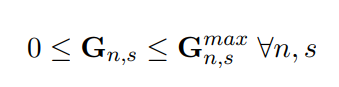 0 ≤ G_{n,s} ≤ G_{n,s}^{max} ∀n, s